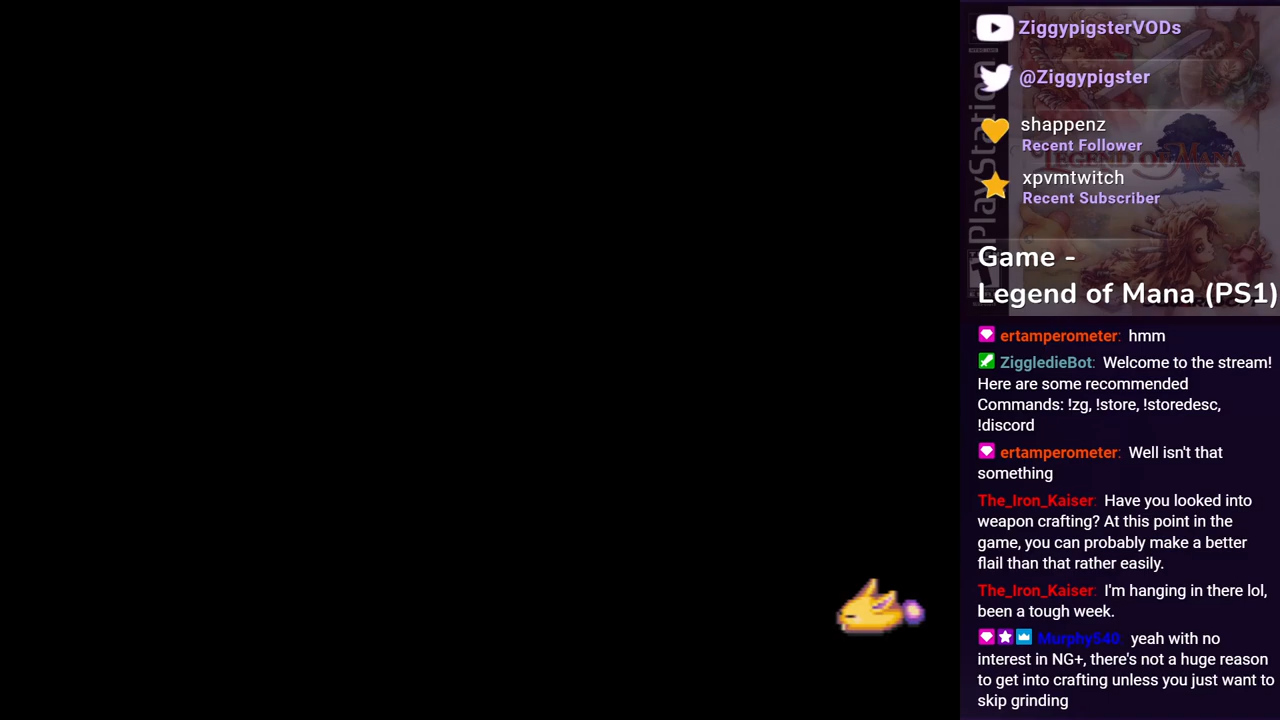 ZiggypigsterVODs
@Ziggypigster
shappenz
Recent Follower
PlayStation
LEGEND OF MANA
xpvmtwitch
Recent Subscriber
Game -
Legend of Mana (PS1)
ertamperometer: hmm
ZiggledieBot: Welcome to the stream!
Here are some recommended
Commands: !zg, !store, !storedesc,
!discord
ertamperometer: Well isn't that
something
The_Iron_Kaiser: Have you looked into
weapon crafting? At this point in the
game, you can probably make a better
flail than that rather easily.
The_Iron_Kaiser: I'm hanging in there lol,
been a tough week.
Murphy540 yeah with no
interest in NG+, there's not a huge reason
to get into crafting unless you just want to
skip grinding